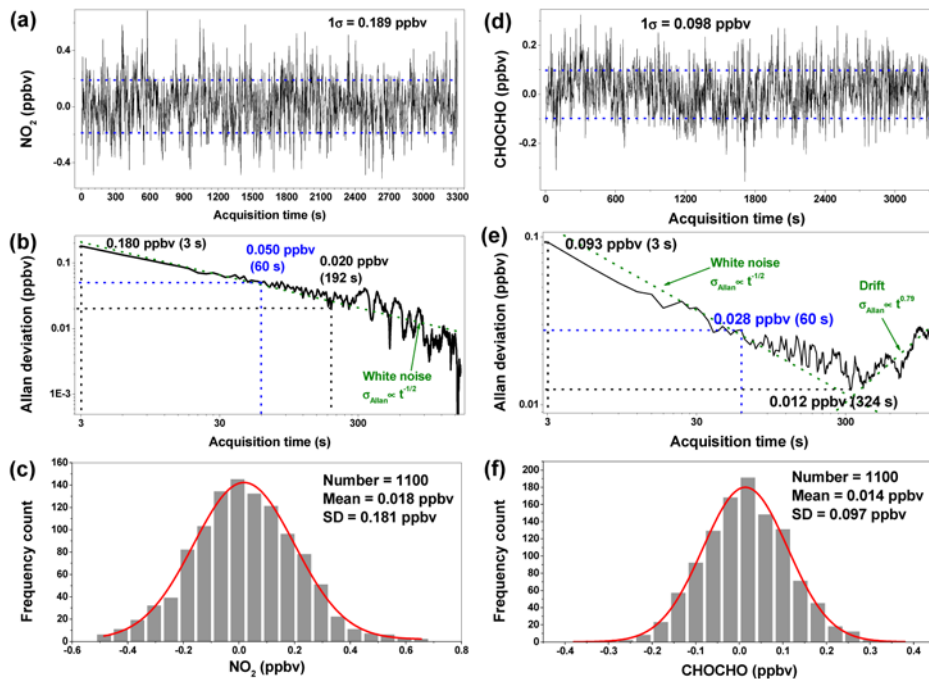 (a)
1σ = 0.189 ppbv
NO₂ (ppbv)
0.4
0.0
-0.4
0 300 600 900 1200 1500 1800 2100 2400 2700 3000 3300
Acquisition time (s)
(b)
0.180 ppbv (3 s)
0.050 ppbv
(60 s)
0.020 ppbv
(192 s)
White noise
σAllan∝ t^-1/2
Allan deviation (ppbv)
0.1
0.01
1E-3
3 30 300
Acquisition time (s)
(c)
Number = 1100
Mean = 0.018 ppbv
SD = 0.181 ppbv
Frequency count
160
140
120
100
80
60
40
20
0
-0.6 -0.4 -0.2 0.0 0.2 0.4 0.6 0.8
NO₂ (ppbv)
(d)
1σ = 0.098 ppbv
CHOCHO (ppbv)
0.2
0.0
-0.2
0 600 1200 1800 2400 3000
Acquisition time (s)
(e)
0.093 ppbv (3 s)
White noise
σAllan∝ t^-1/2
Drift
σAllan∝ t^0.79
0.028 ppbv (60 s)
0.012 ppbv (324 s)
Allan deviation (ppbv)
0.1
0.01
3 30 300
Acquisition time (s)
(f)
Number = 1100
Mean = 0.014 ppbv
SD = 0.097 ppbv
Frequency count
200
180
160
140
120
100
80
60
40
20
0
-0.4 -0.3 -0.2 -0.1 0.0 0.1 0.2 0.3 0.4
CHOCHO (ppbv)